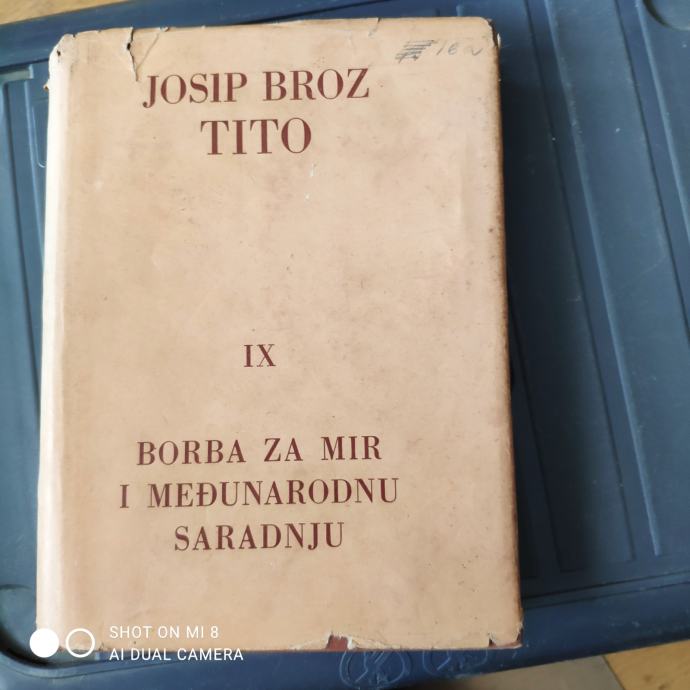 JOSIP BROZ
TITO
IX
BORBA ZA MIR
I MEĐUNARODNU
SARADNJU
SHOT ON MI 8
AI DUAL CAMERA